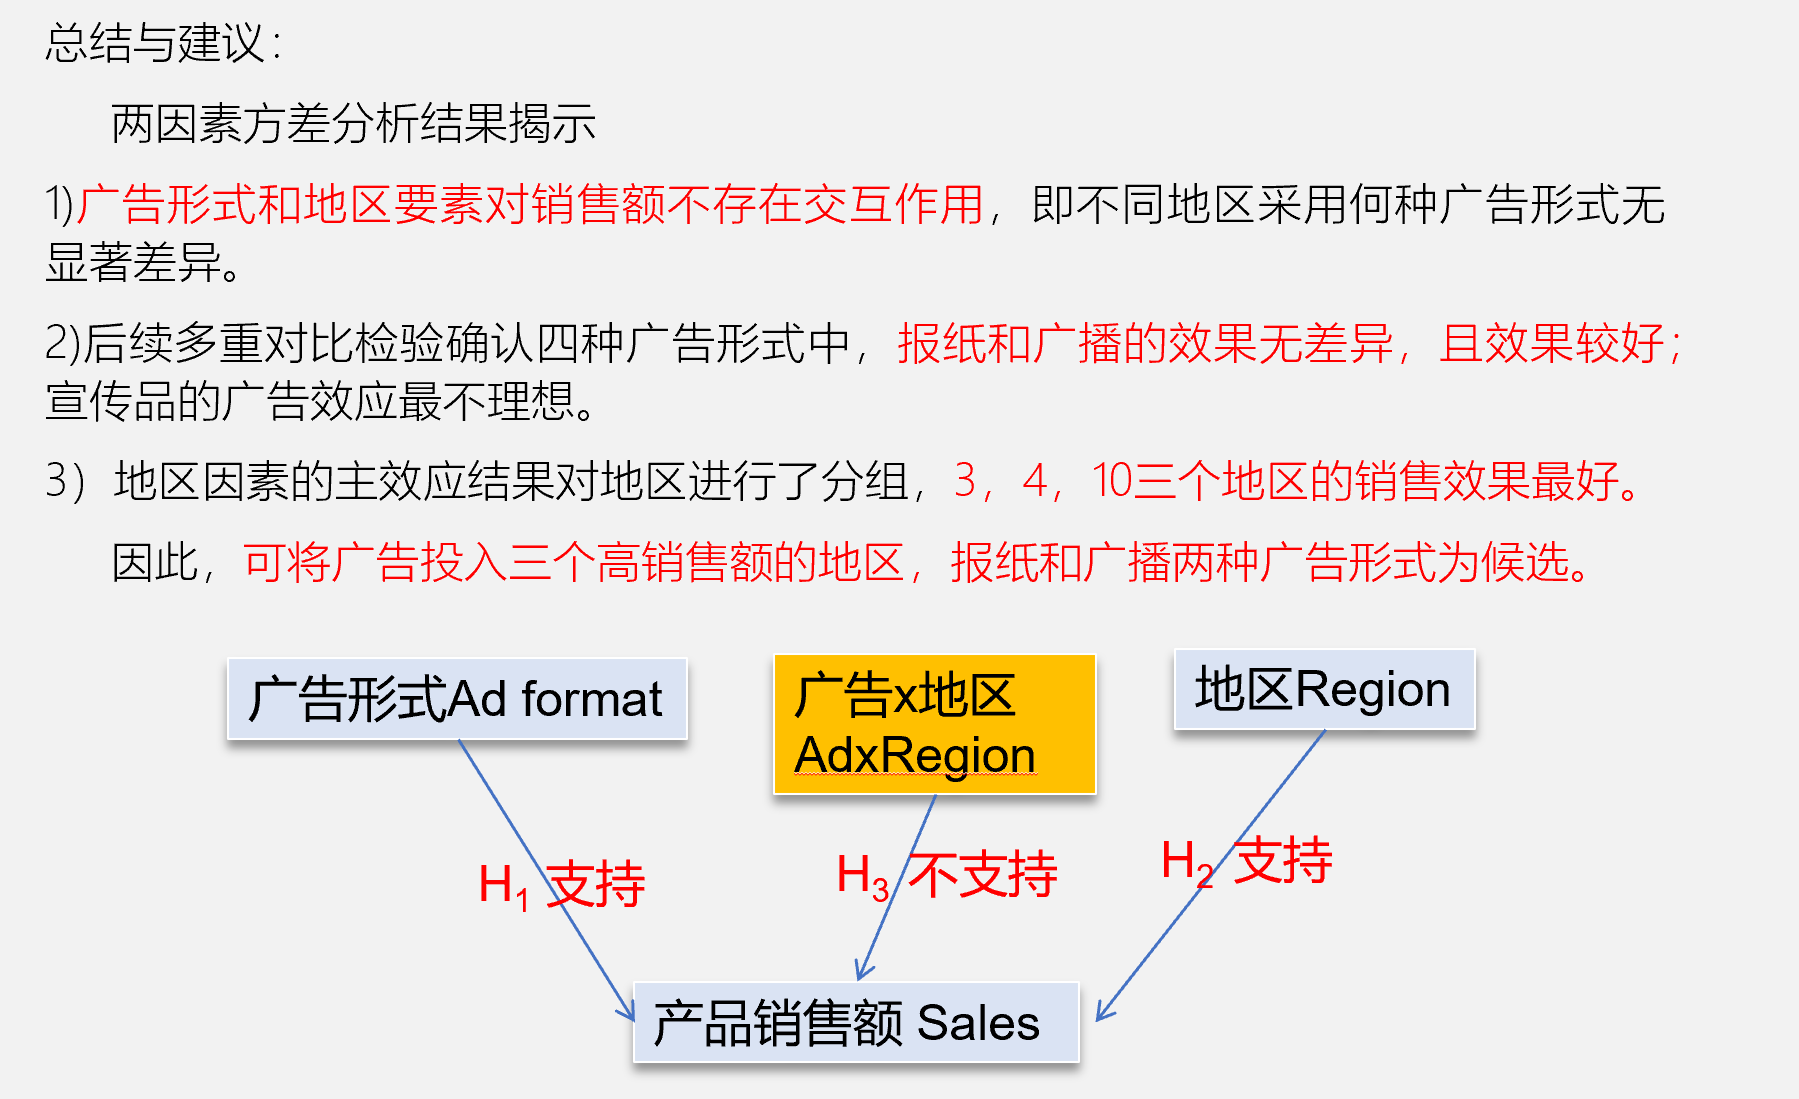 总结与建议：
两因素方差分析结果揭示
1)广告形式和地区要素对销售额不存在交互作用，即不同地区采用何种广告形式无
显著差异。
2)后续多重对比检验确认四种广告形式中，报纸和广播的效果无差异，且效果较好；
宣传品的广告效应最不理想。
3）地区因素的主效应结果对地区进行了分组，3，4，10三个地区的销售效果最好。
因此，可将广告投入三个高销售额的地区，报纸和广播两种广告形式为候选。
广告形式Ad format
广告x地区
AdxRegion
地区Region
H1 支持
H3 不支持
H2 支持
产品销售额 Sales